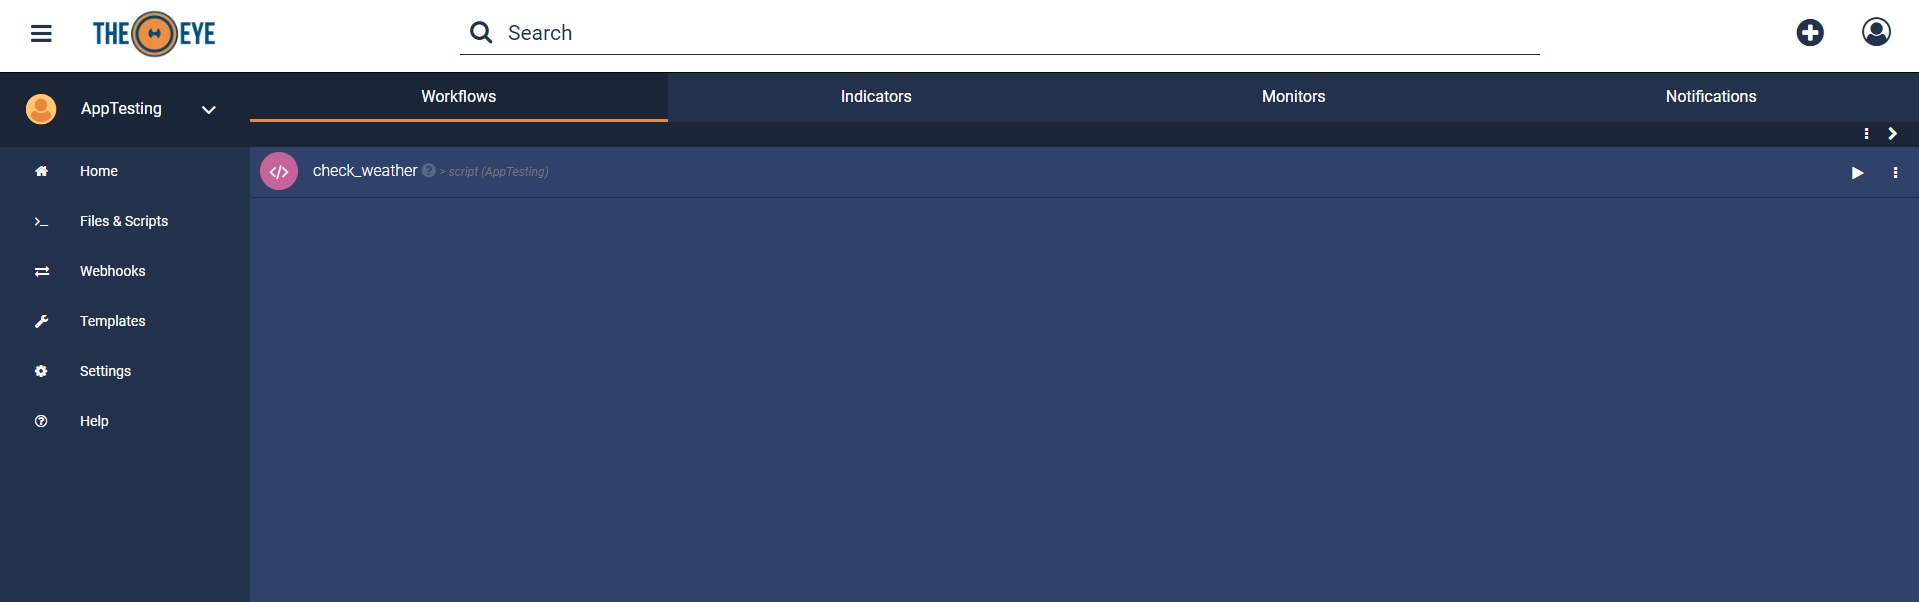 THE EYE
Search
AppTesting
Workflows
Indicators
Monitors
Notifications
Home
Files & Scripts
Webhooks
Templates
Settings
Help
check_weather ? > script (AppTesting)